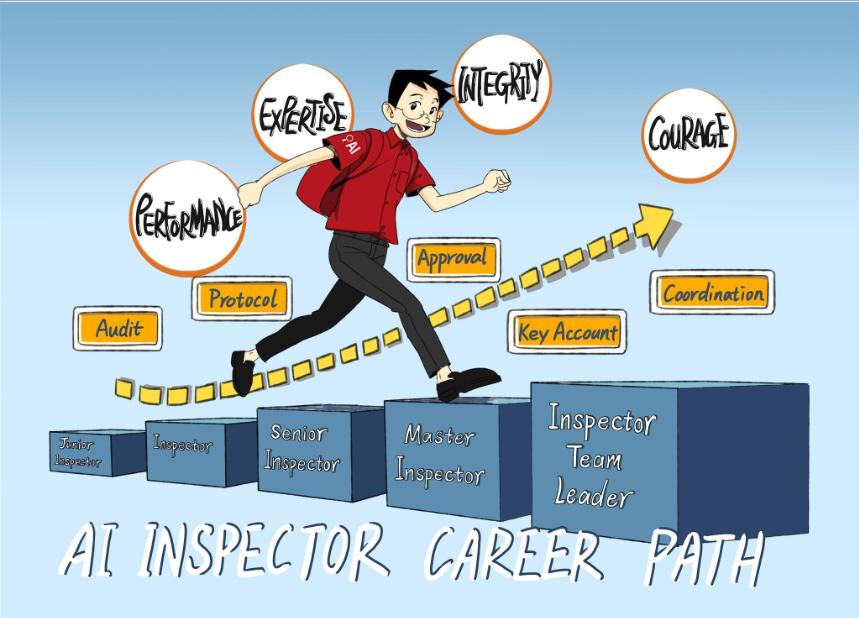 INTEGRITY
EXPERTISE
COURAGE
AI
PERFORMANCE
Approval
Protocol
Coordination
Audit
Key Account
Junior
Inspector
Inspector
Senior
Inspector
Master
Inspector
Inspector
Team
Leader
AI INSPECTOR CAREER PATH